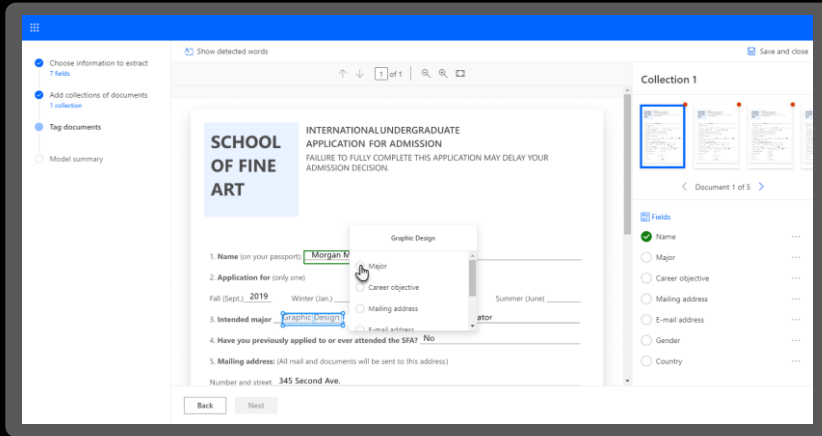 Show detected words
Save and close
Choose information to extract
7 fields
Add collections of documents
1 collection
Tag documents
Model summary
1 of 1
SCHOOL
OF FINE
ART
INTERNATIONALUNDERGRADUATE
APPLICATION FOR ADMISSION
FAILURE TO FULLY COMPLETE THIS APPLICATION MAY DELAY YOUR
ADMISSION DECISION.
1. Name (on your passport): Morgan M
2. Application for (only one)
Fall (Sept.) 2019 Winter (Jan.) Summer (June)
3. Intended major Graphic Design ator
4. Have you previously applied to or ever attended the SFA? No
5. Mailing address: (All mail and documents will be sent to this address)
Number and street 345 Second Ave.
Graphic Design
Major
Career objective
Mailing address
E-mail address
Back
Next
Collection 1
Document 1 of 5
Fields
Name
Major
Career objective
Mailing address
E-mail address
Gender
Country